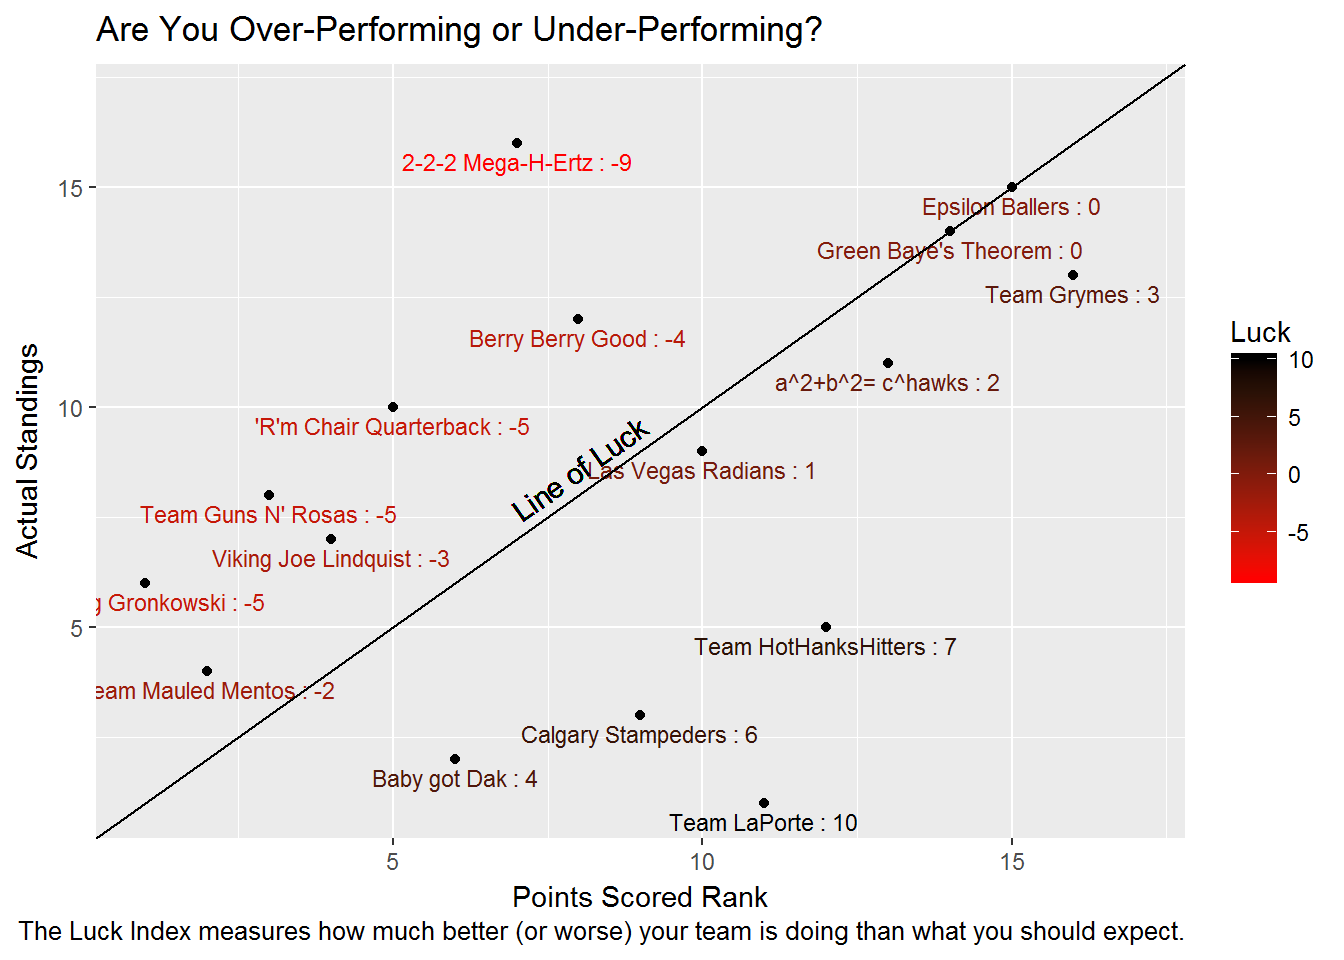 Are You Over-Performing or Under-Performing?
Actual Standings
15
10
5
2-2-2 Mega-H-Ertz : -9
Epsilon Ballers : 0
Green Baye's Theorem : 0
Team Grymes : 3
Berry Berry Good : -4
a^2+b^2= c^hawks : 2
'R'm Chair Quarterback : -5
Line of Luck
Las Vegas Radians : 1
Team Guns N' Rosas : -5
Viking Joe Lindquist : -3
g Gronkowski : -5
Team HotHanksHitters : 7
eam Mauled Mentos : -2
Calgary Stampeders : 6
Baby got Dak : 4
Team LaPorte : 10
5
10
15
Points Scored Rank
Luck
10
5
0
-5
The Luck Index measures how much better (or worse) your team is doing than what you should expect.